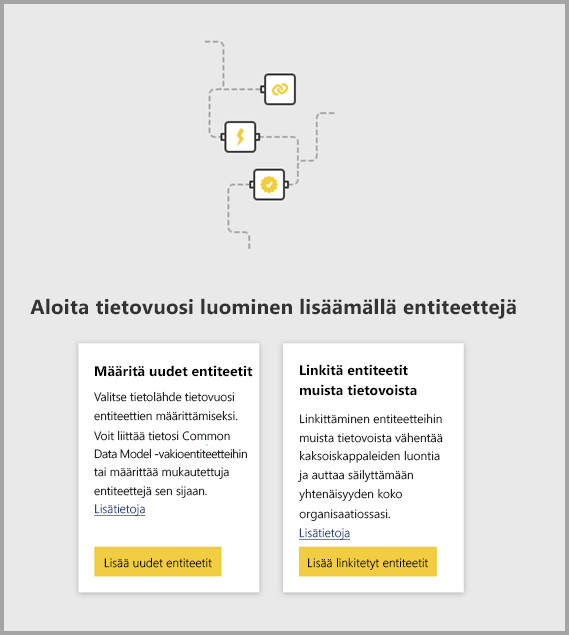 Aloita tietovuosi luominen lisäämällä entiteettejä
Määritä uudet entiteetit
Valitse tietolähde tietovuosi
entiteettien määrittämiseksi.
Voit liittää tietosi Common
Data Model -vakioentiteetteihin
tai määrittää mukautettuja
entiteettejä sen sijaan.
Lisätietoja
Lisää uudet entiteetit
Linkitä entiteetit
muista tietovoista
Linkittäminen entiteetteihin
muista tietovoista vähentää
kaksoiskappaleiden luontia
ja auttaa säilyttämään
yhtenäisyyden koko
organisaatiossasi.
Lisätietoja
Lisää linkitetyt entiteetit